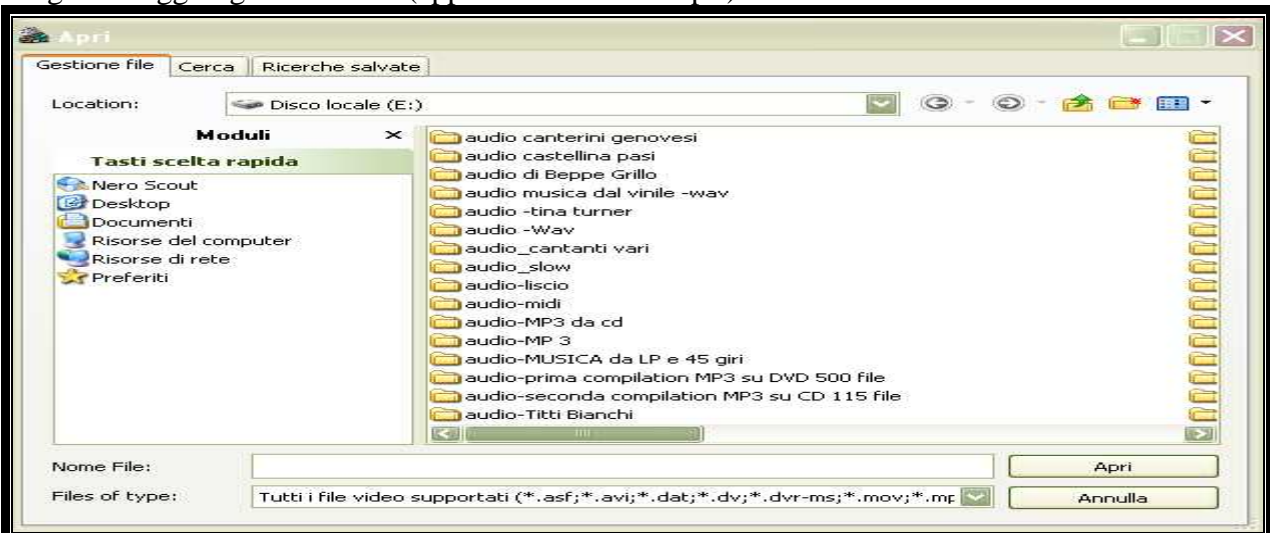 Apri
Gestione file Cerca Ricerche salvate
Location: Disco locale (E:)
Moduli
Tasti scelta rapida
Nero Scout
Desktop
Documenti
Risorse del computer
Risorse di rete
Preferiti
audio canterini genovesi
audio castellina pasi
audio di Beppe Grillo
audio musica dal vinile -wav
audio -tina turner
audio -Wav
audio_cantanti vari
audio_slow
audio-liscio
audio-midi
audio-MP3 da cd
audio-MP 3
audio-MUSICA da LP e 45 giri
audio-prima compilation MP3 su DVD 500 file
audio-seconda compilation MP3 su CD 115 file
audio-Titti Bianchi
Nome File: Apri
Files of type: Tutti i file video supportati (*.asf;*.avi;*.dat;*.dv;*.dvr-ms;*.mov;*.mp Annulla